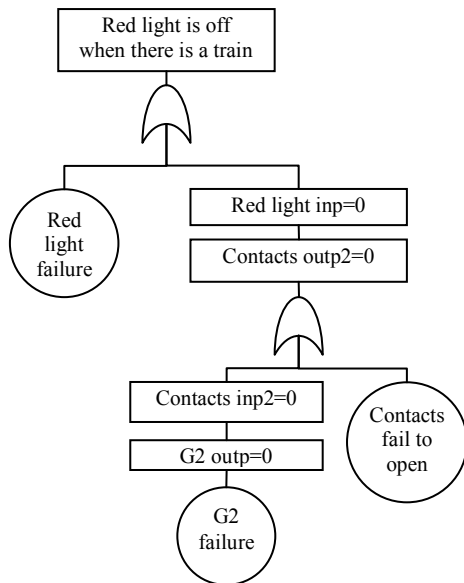 Red light is off
when there is a train
Red
light
failure
Red light inp=0
Contacts outp2=0
Contacts inp2=0
G2 outp=0
G2
failure
Contacts
fail to
open